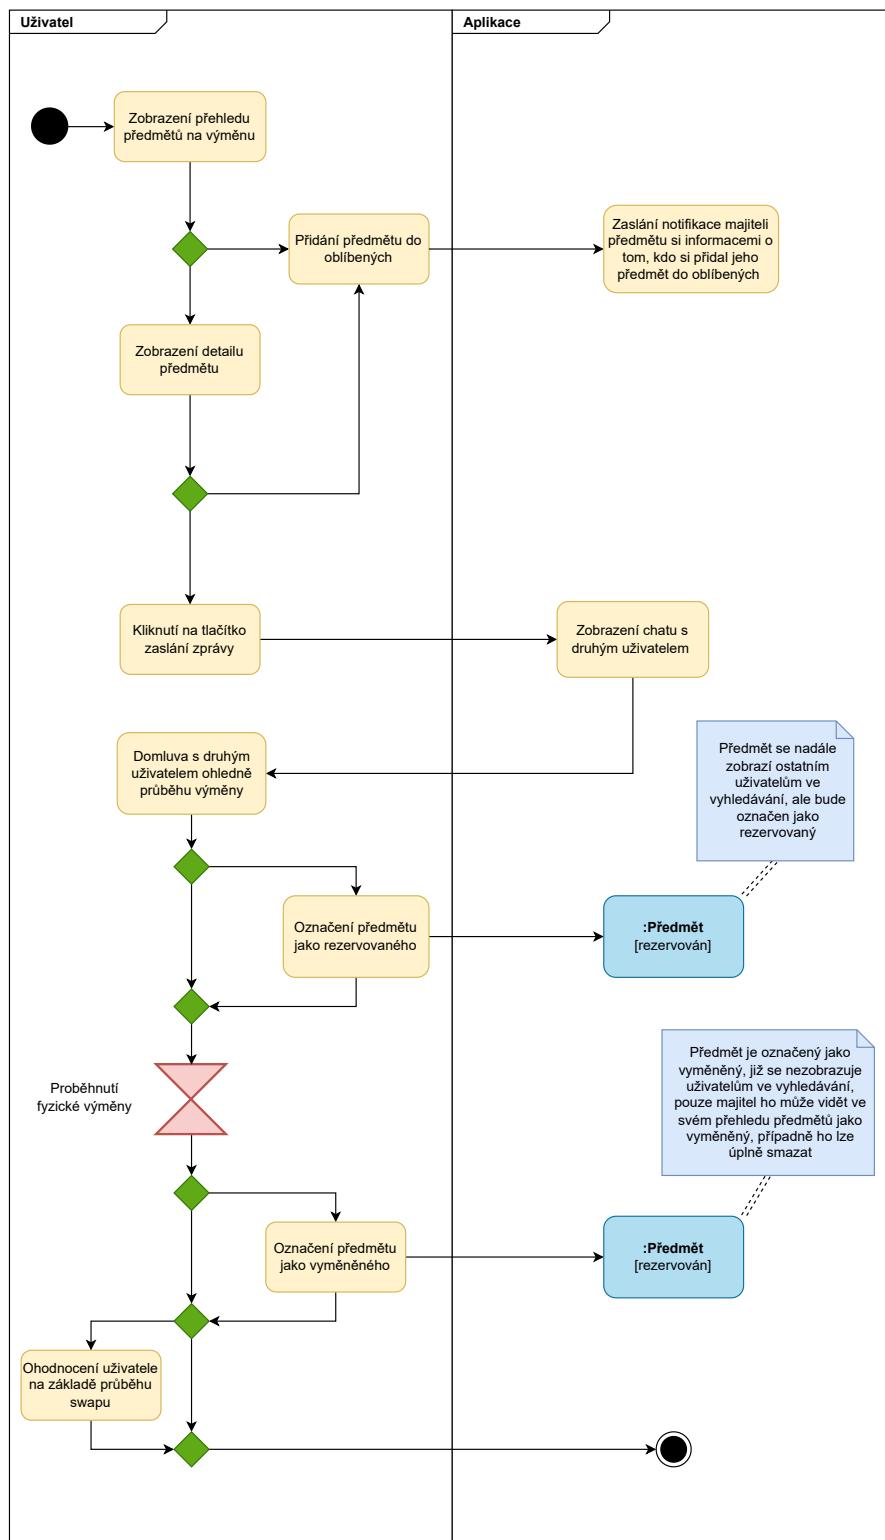 Uživatel
Aplikace
Zobrazení přehledu
předmětů na výměnu
Přidání předmětu do
oblíbených
Zaslání notifikace majiteli
předmětu si informacemi o
tom, kdo si přidal jeho
předmět do oblíbených
Zobrazení detailu
předmětu
Kliknutí na tlačítko
zaslání zprávy
Zobrazení chatu s
druhým uživatelem
Domluva s druhým
uživatelem ohledně
průběhu výměny
Předmět se nadále
zobrazí ostatním
uživatelům ve
vyhledávání, ale bude
označen jako
rezervovaný
Označení předmětu
jako rezervovaného
:Předmět
[rezervován]
Proběhnutí
fyzické výměny
Předmět je označený jako
vyměněný, již se nezobrazuje
uživatelům ve vyhledávání,
pouze majitel ho může vidět ve
svém přehledu předmětů jako
vyměněný, případně ho lze
úplně smazat
Označení předmětu
jako vyměněného
:Předmět
[rezervován]
Ohodnocení uživatele
na základě průběhu
swapu